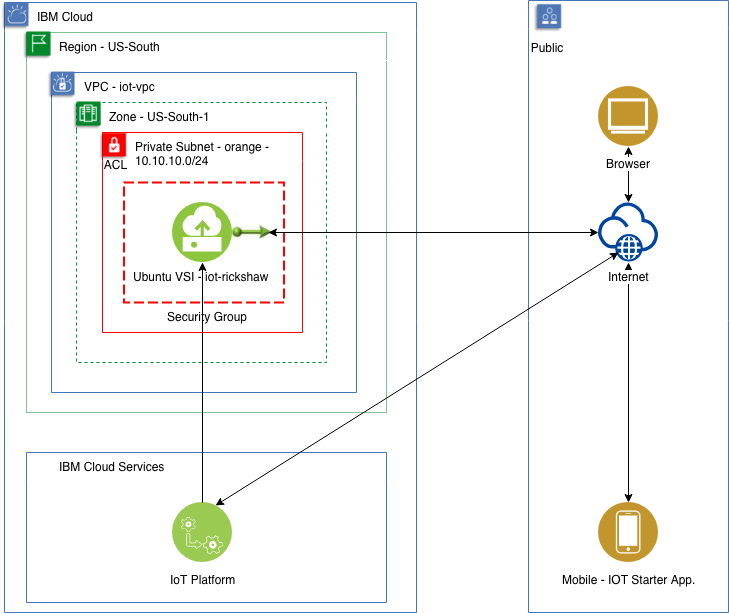 IBM Cloud
Region - US-South
VPC - iot-vpc
Zone - US-South-1
Private Subnet - orange -
10.10.10.0/24
ACL
Ubuntu VSI - iot-rickshaw
Security Group
IBM Cloud Services
IoT Platform
Public
Browser
Internet
Mobile - IOT Starter App.